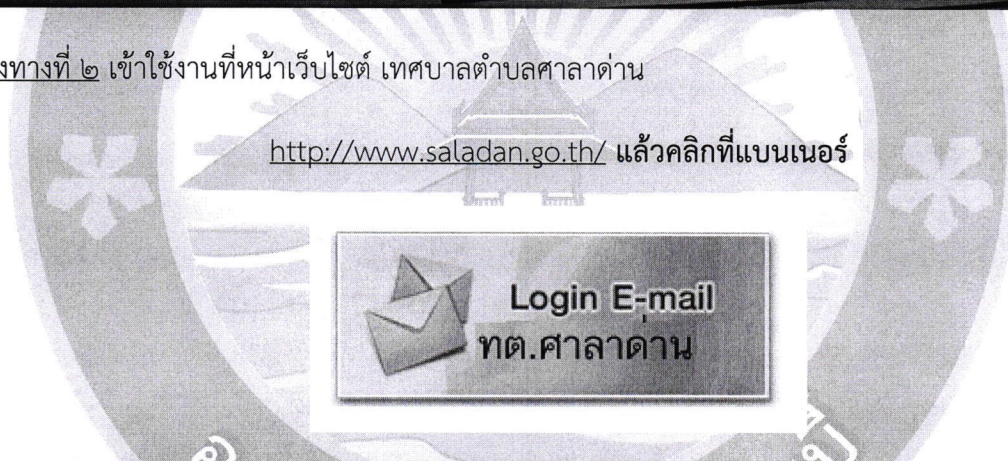 งทางที่ ๒ เข้าใช้งานที่หน้าเว็บไซต์ เทศบาลตำบลศาลาด่าน
http://www.saladan.go.th/ แล้วคลิกที่แบนเนอร์
Login E-mail
ทต.ศาลาด่าน